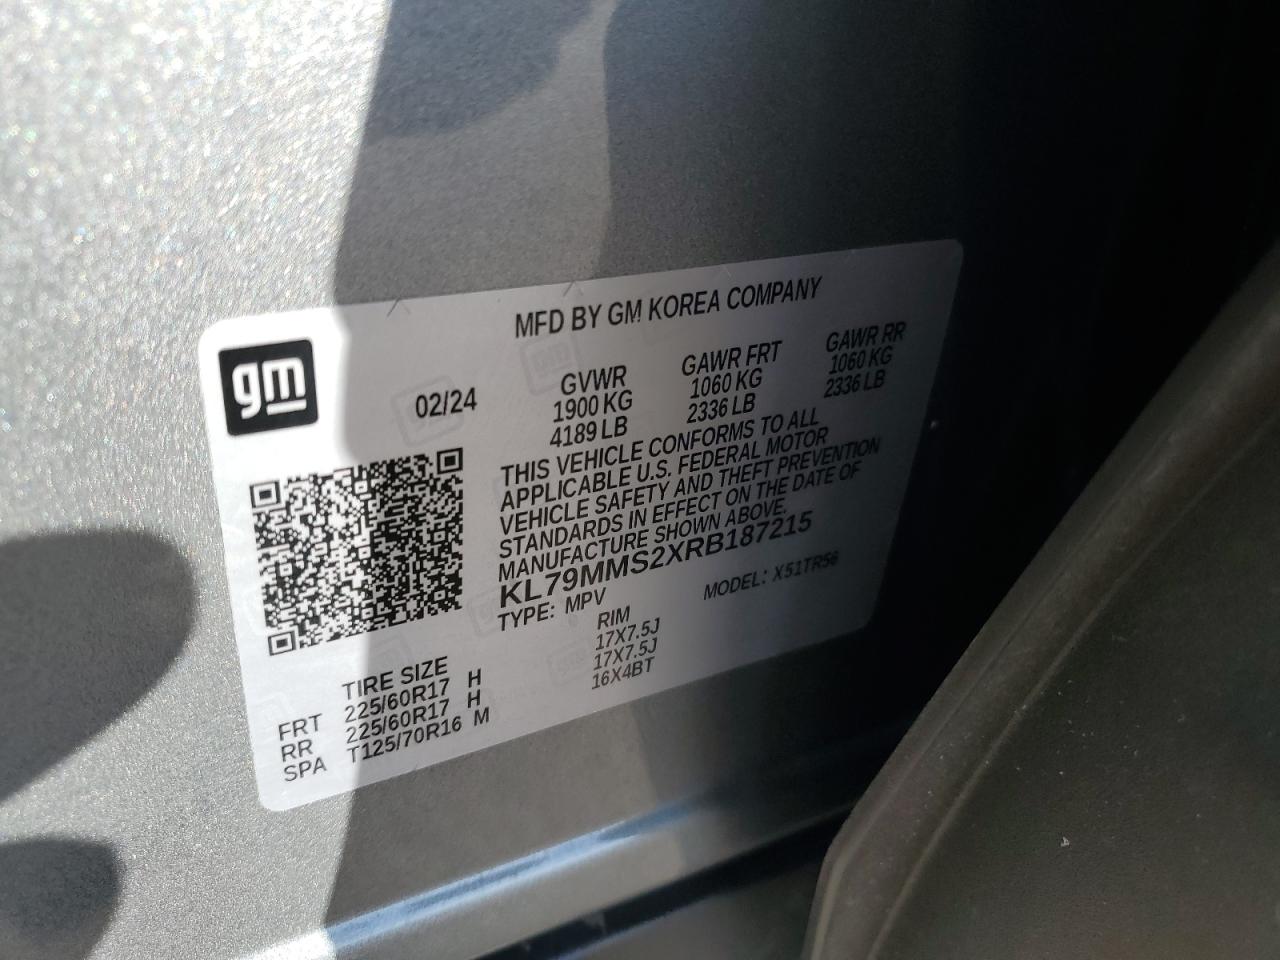 MFD BY GM KOREA COMPANY
gm
02/24
GVWR GAWR FRT GAWR RR
1900 KG 1060 KG 1060 KG
4189 LB 2336 LB 2336 LB
THIS VEHICLE CONFORMS TO ALL
APPLICABLE U.S. FEDERAL MOTOR
VEHICLE SAFETY AND THEFT PREVENTION
STANDARDS IN EFFECT ON THE DATE OF
MANUFACTURE SHOWN ABOVE.
KL79MMS2XRB187215
TYPE: MPV MODEL: X51TR56
TIRE SIZE RIM
FRT 225/60R17 H 17X7.5J
RR 225/60R17 H 17X7.5J
SPA T125/70R16 M 16X4BT